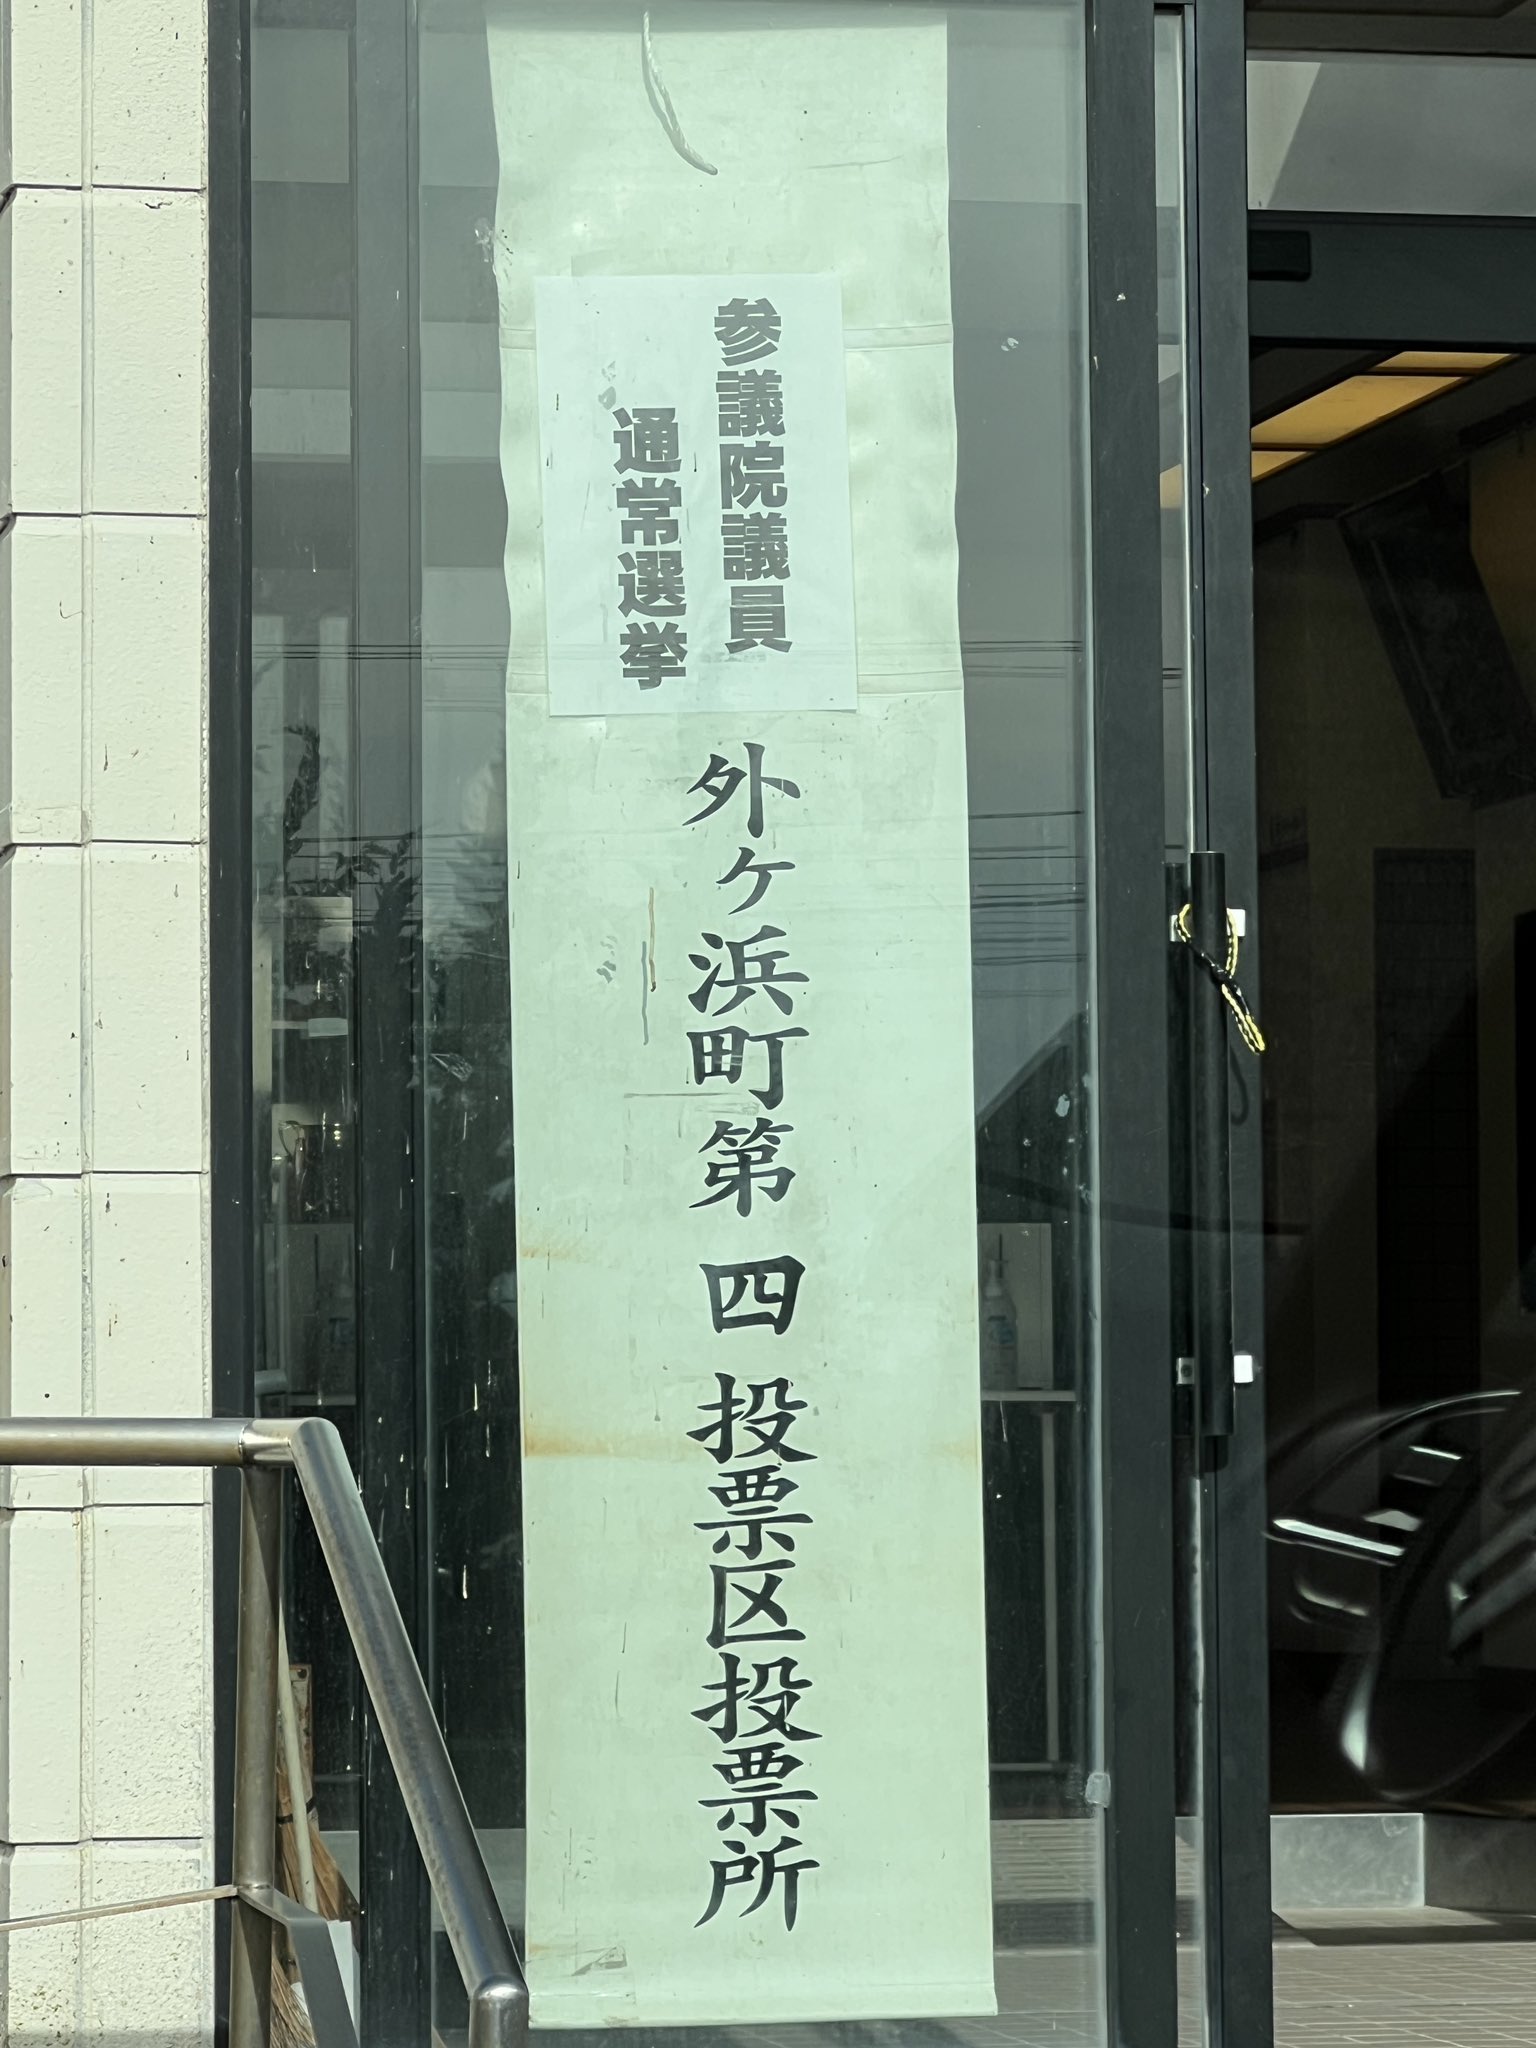 参議院議員
通常選挙
外ヶ浜町第四投票区投票所